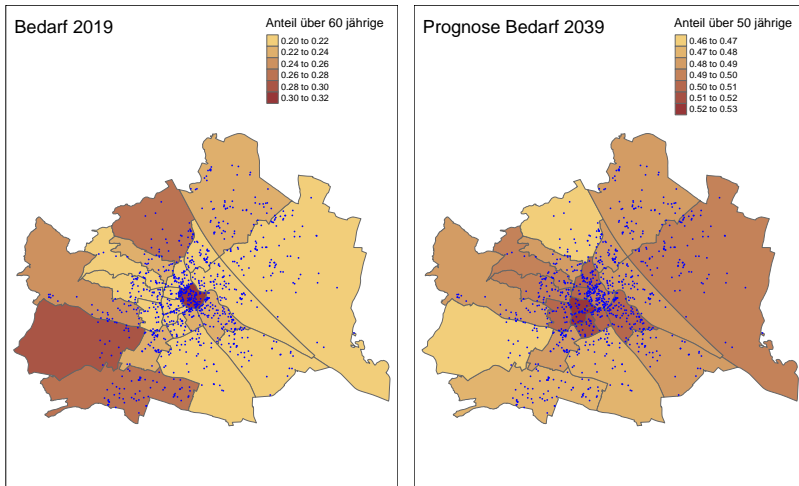 Bedarf 2019
Anteil über 60 jährige
0.20 to 0.22
0.22 to 0.24
0.24 to 0.26
0.26 to 0.28
0.28 to 0.30
0.30 to 0.32
Prognose Bedarf 2039
Anteil über 50 jährige
0.46 to 0.47
0.47 to 0.48
0.48 to 0.49
0.49 to 0.50
0.50 to 0.51
0.51 to 0.52
0.52 to 0.53